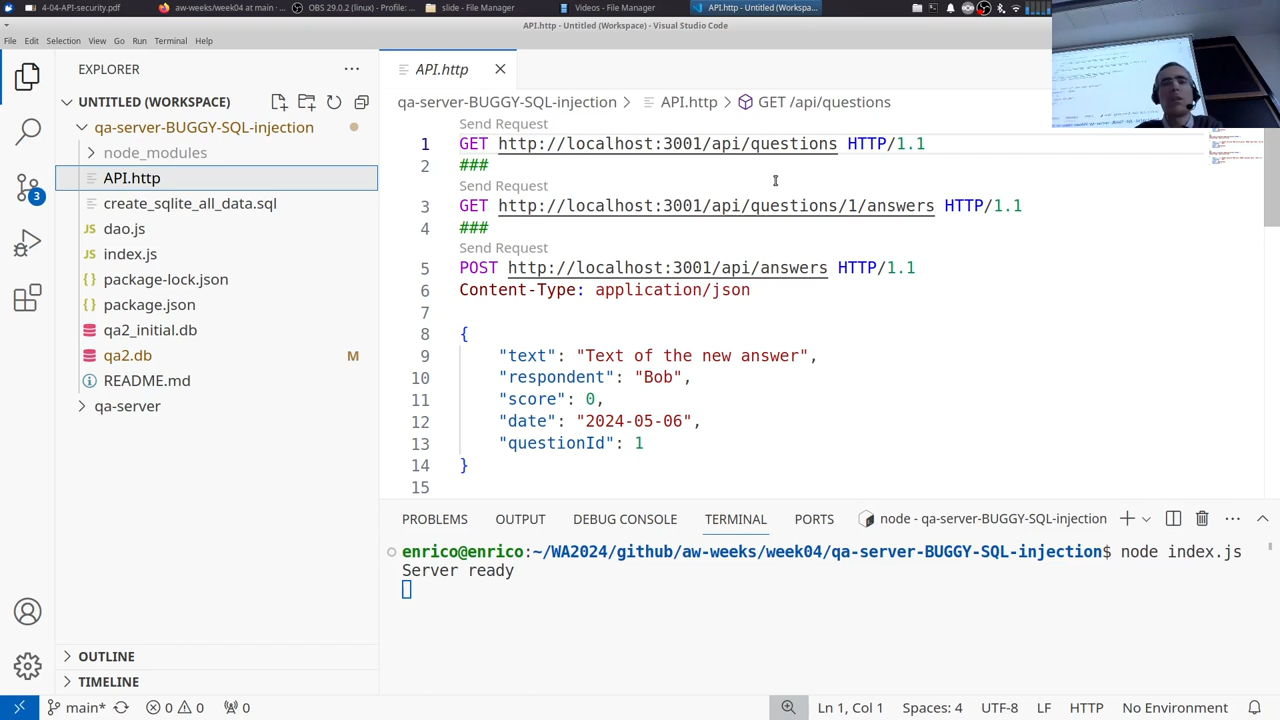 4-04-API-security.pdf
aw-weeks/week04 at main ·
OBS 29.0.2 (linux) - Profile:
slide - File Manager
Videos - File Manager
API.http - Untitled (Workspa...
API.http - Untitled (Workspace) - Visual Studio Code
File Edit Selection View Go Run Terminal Help
EXPLORER
UNTITLED (WORKSPACE)
qa-server-BUGGY-SQL-injection
node_modules
API.http
create_sqlite_all_data.sql
JS dao.js
JS index.js
{} package-lock.json
{} package.json
qa2_initial.db
qa2.db M
README.md
qa-server
OUTLINE
TIMELINE
3
API.http
qa-server-BUGGY-SQL-injection > API.http > GET /api/questions
Send Request
1 GET http://localhost:3001/api/questions HTTP/1.1
2 ###
Send Request
3 GET http://localhost:3001/api/questions/1/answers HTTP/1.1
4 ###
Send Request
5 POST http://localhost:3001/api/answers HTTP/1.1
6 Content-Type: application/json
7
8 {
9 "text": "Text of the new answer",
10 "respondent": "Bob",
11 "score": 0,
12 "date": "2024-05-06",
13 "questionId": 1
14 }
15
PROBLEMS OUTPUT DEBUG CONSOLE TERMINAL PORTS node - qa-server-BUGGY-SQL-injection
enrico@enrico:~/WA2024/github/aw-weeks/week04/qa-server-BUGGY-SQL-injection$ node index.js
Server ready
main* 0 0 0 Ln 1, Col 1 Spaces: 4 UTF-8 LF HTTP No Environment